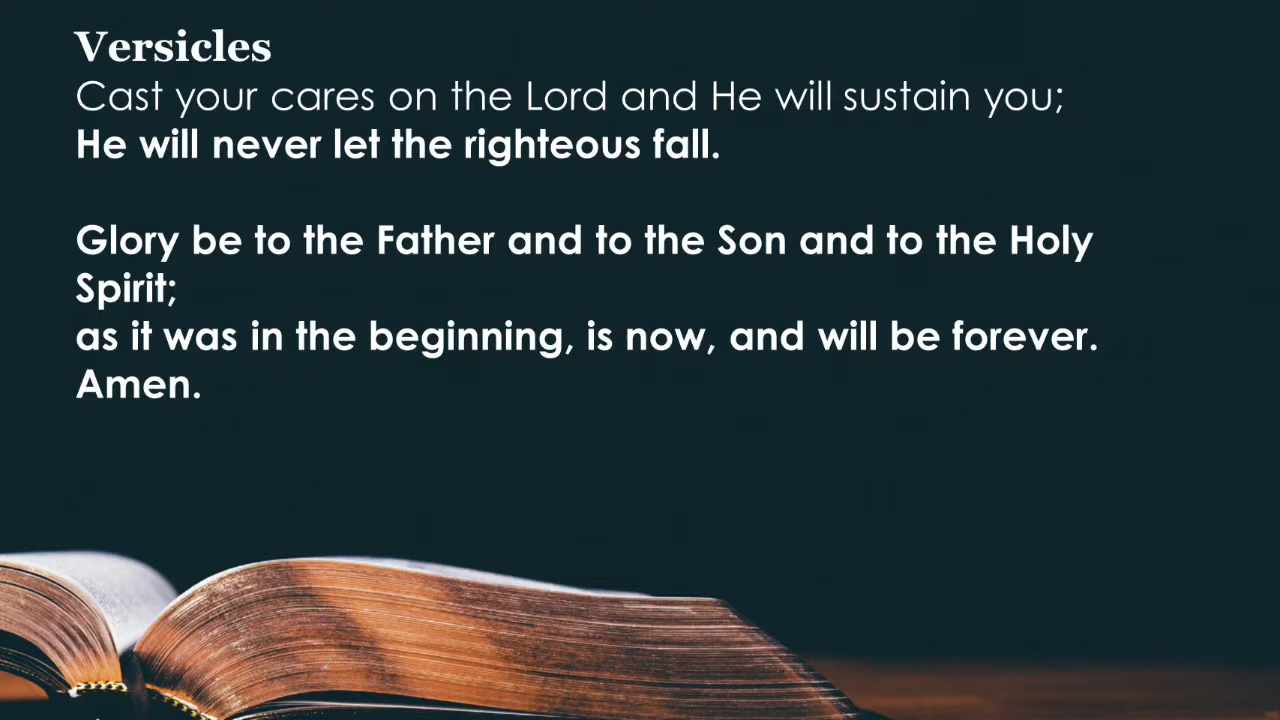 Versicles
Cast your cares on the Lord and He will sustain you;
He will never let the righteous fall.
Glory be to the Father and to the Son and to the Holy
Spirit;
as it was in the beginning, is now, and will be forever.
Amen.